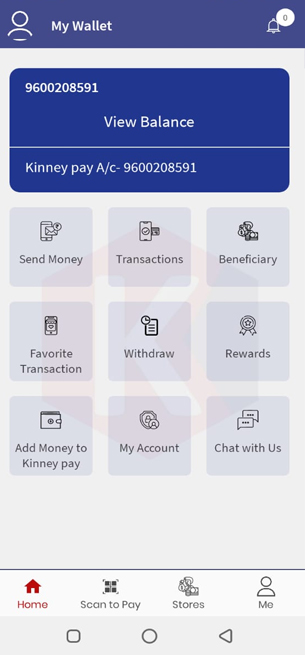 My Wallet
0
9600208591
View Balance
Kinney pay A/c- 9600208591
Send Money
Transactions
Beneficiary
Favorite
Transaction
Withdraw
Rewards
Add Money to
Kinney pay
My Account
Chat with Us
Home
Scan to Pay
Stores
Me